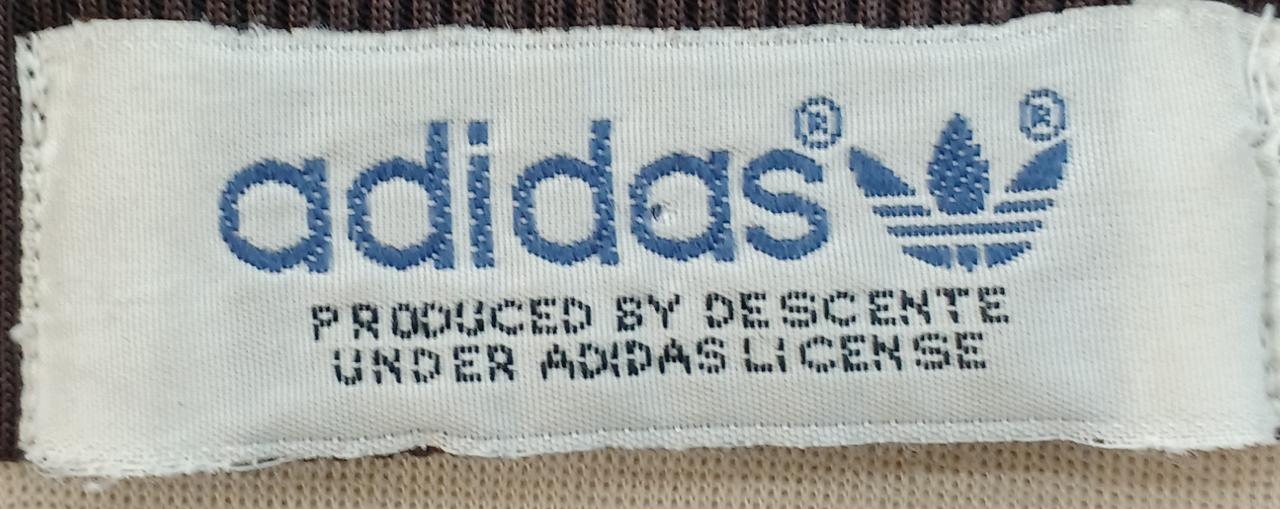 adidas® ®
PRODUCED BY DESCENTE
UNDER ADIDAS LICENSE